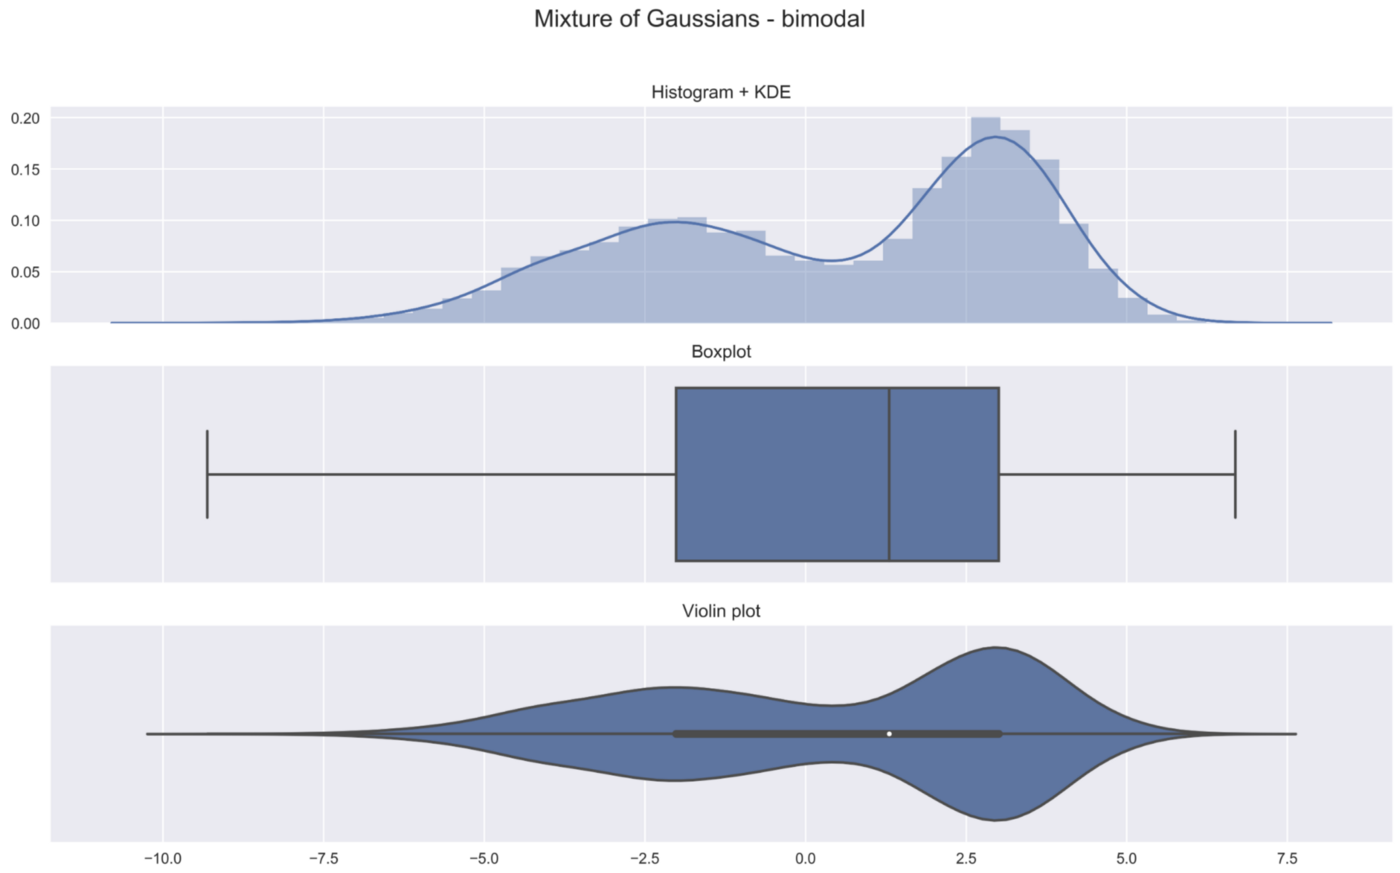 Mixture of Gaussians - bimodal
Histogram + KDE
0.20
0.15
0.10
0.05
0.00
Boxplot
Violin plot
−10.0 −7.5 −5.0 −2.5 0.0 2.5 5.0 7.5